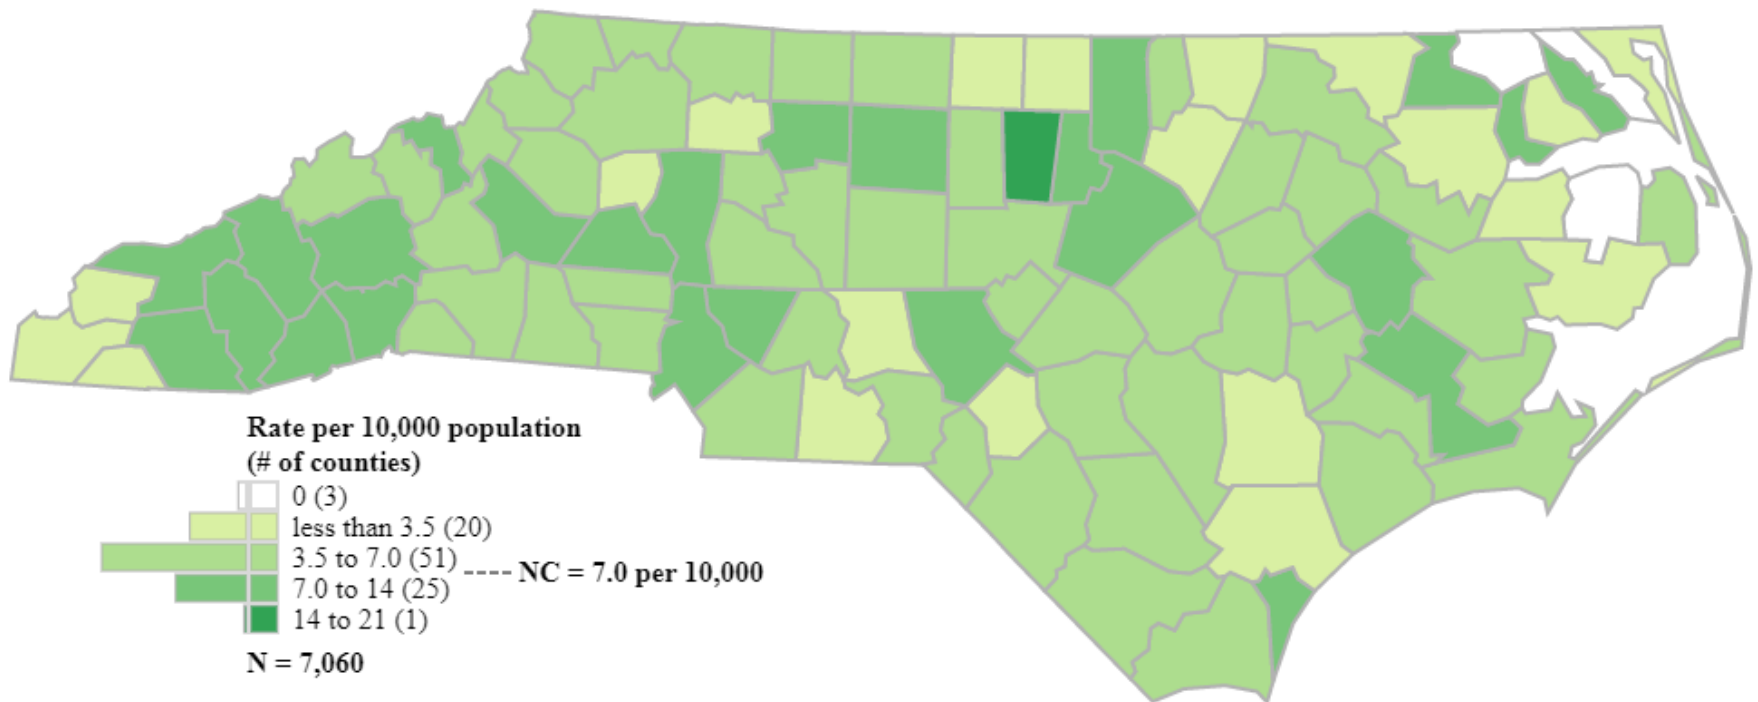 Rate per 10,000 population
(# of counties)
0 (3)
less than 3.5 (20)
3.5 to 7.0 (51)
---- NC = 7.0 per 10,000
7.0 to 14 (25)
14 to 21 (1)
N = 7,060